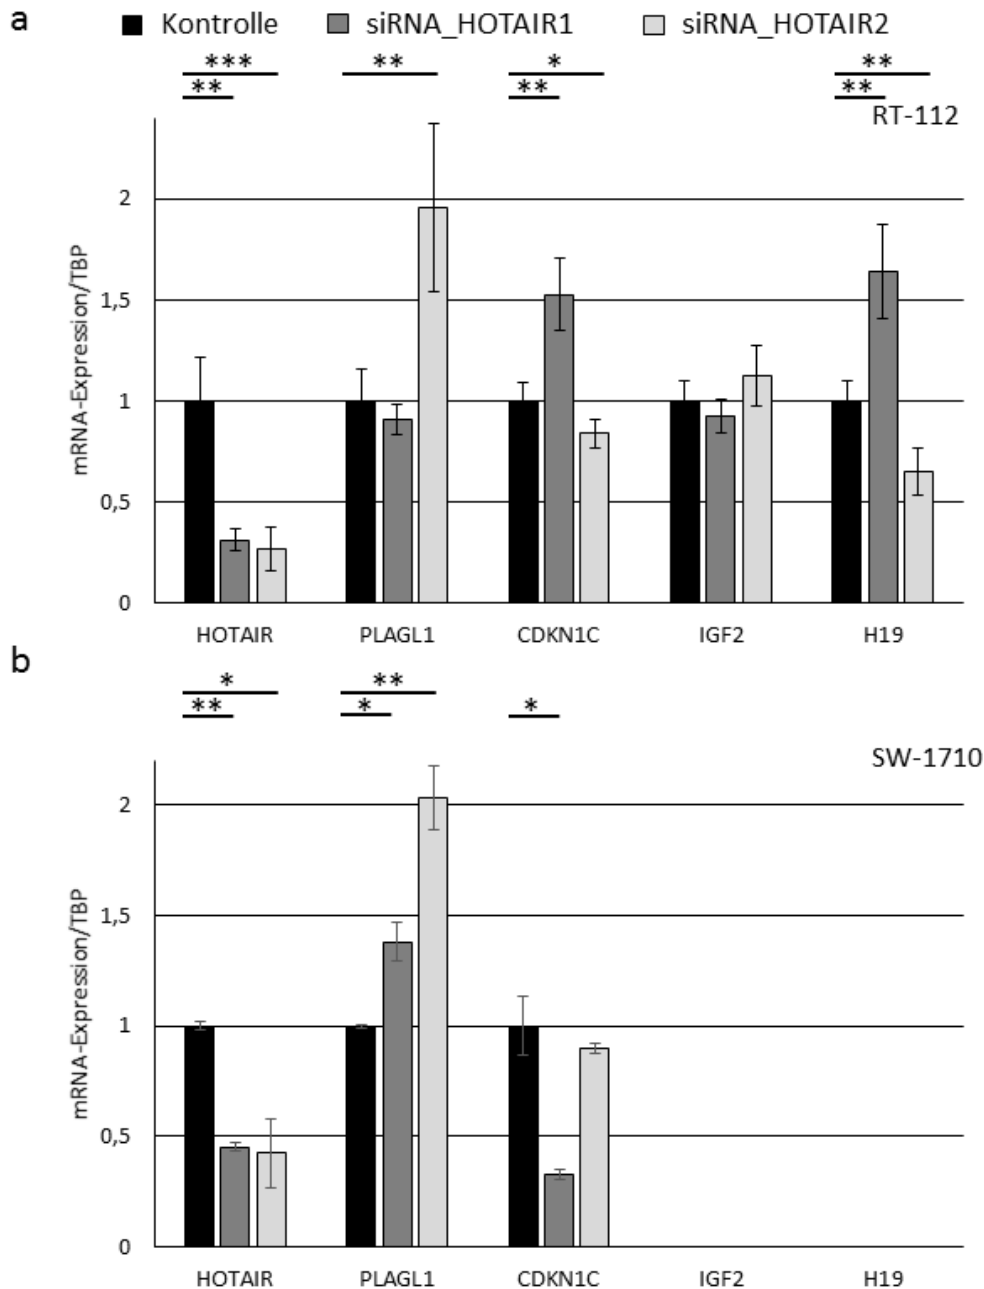 a
Kontrolle siRNA_HOTAIR1 siRNA_HOTAIR2
*** ** * **
** ** **
RT-112
mRNA-Expression/TBP
2
1,5
1
0,5
0
HOTAIR PLAGL1 CDKN1C IGF2 H19
b
* **
** * *
SW-1710
mRNA-Expression/TBP
2
1,5
1
0,5
0
HOTAIR PLAGL1 CDKN1C IGF2 H19